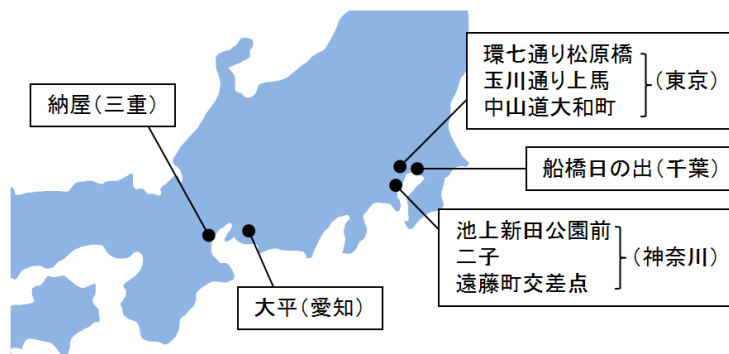 環七通り松原橋
玉川通り上馬
中山道大和町
(東京)
納屋(三重)
船橋日の出(千葉)
池上新田公園前
二子
遠藤町交差点
(神奈川)
大平(愛知)